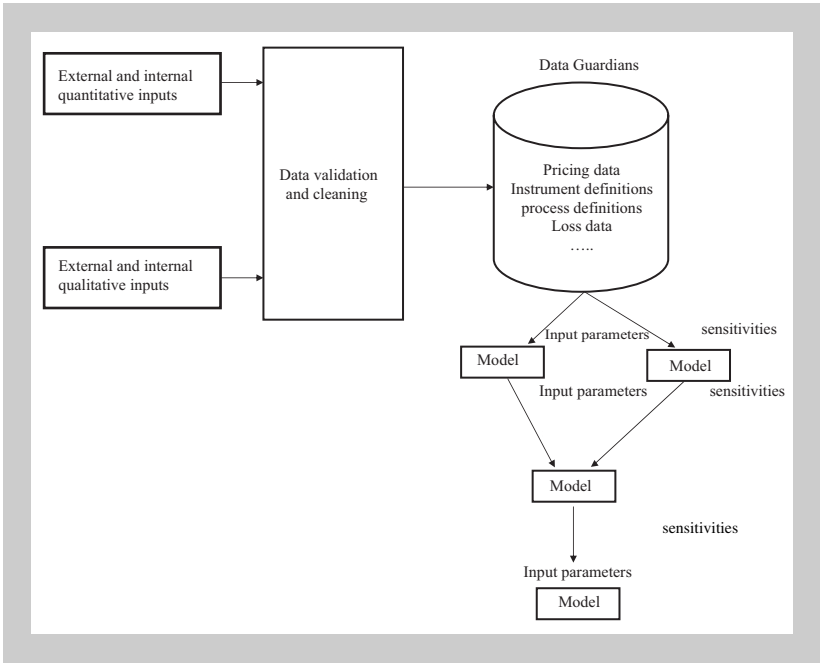 External and internal
quantitative inputs
Data validation
and cleaning
External and internal
qualitative inputs
Data Guardians
Pricing data
Instrument definitions
process definitions
Loss data
…..
Input parameters
sensitivities
Model
Model
Input parameters
sensitivities
Model
sensitivities
Input parameters
Model